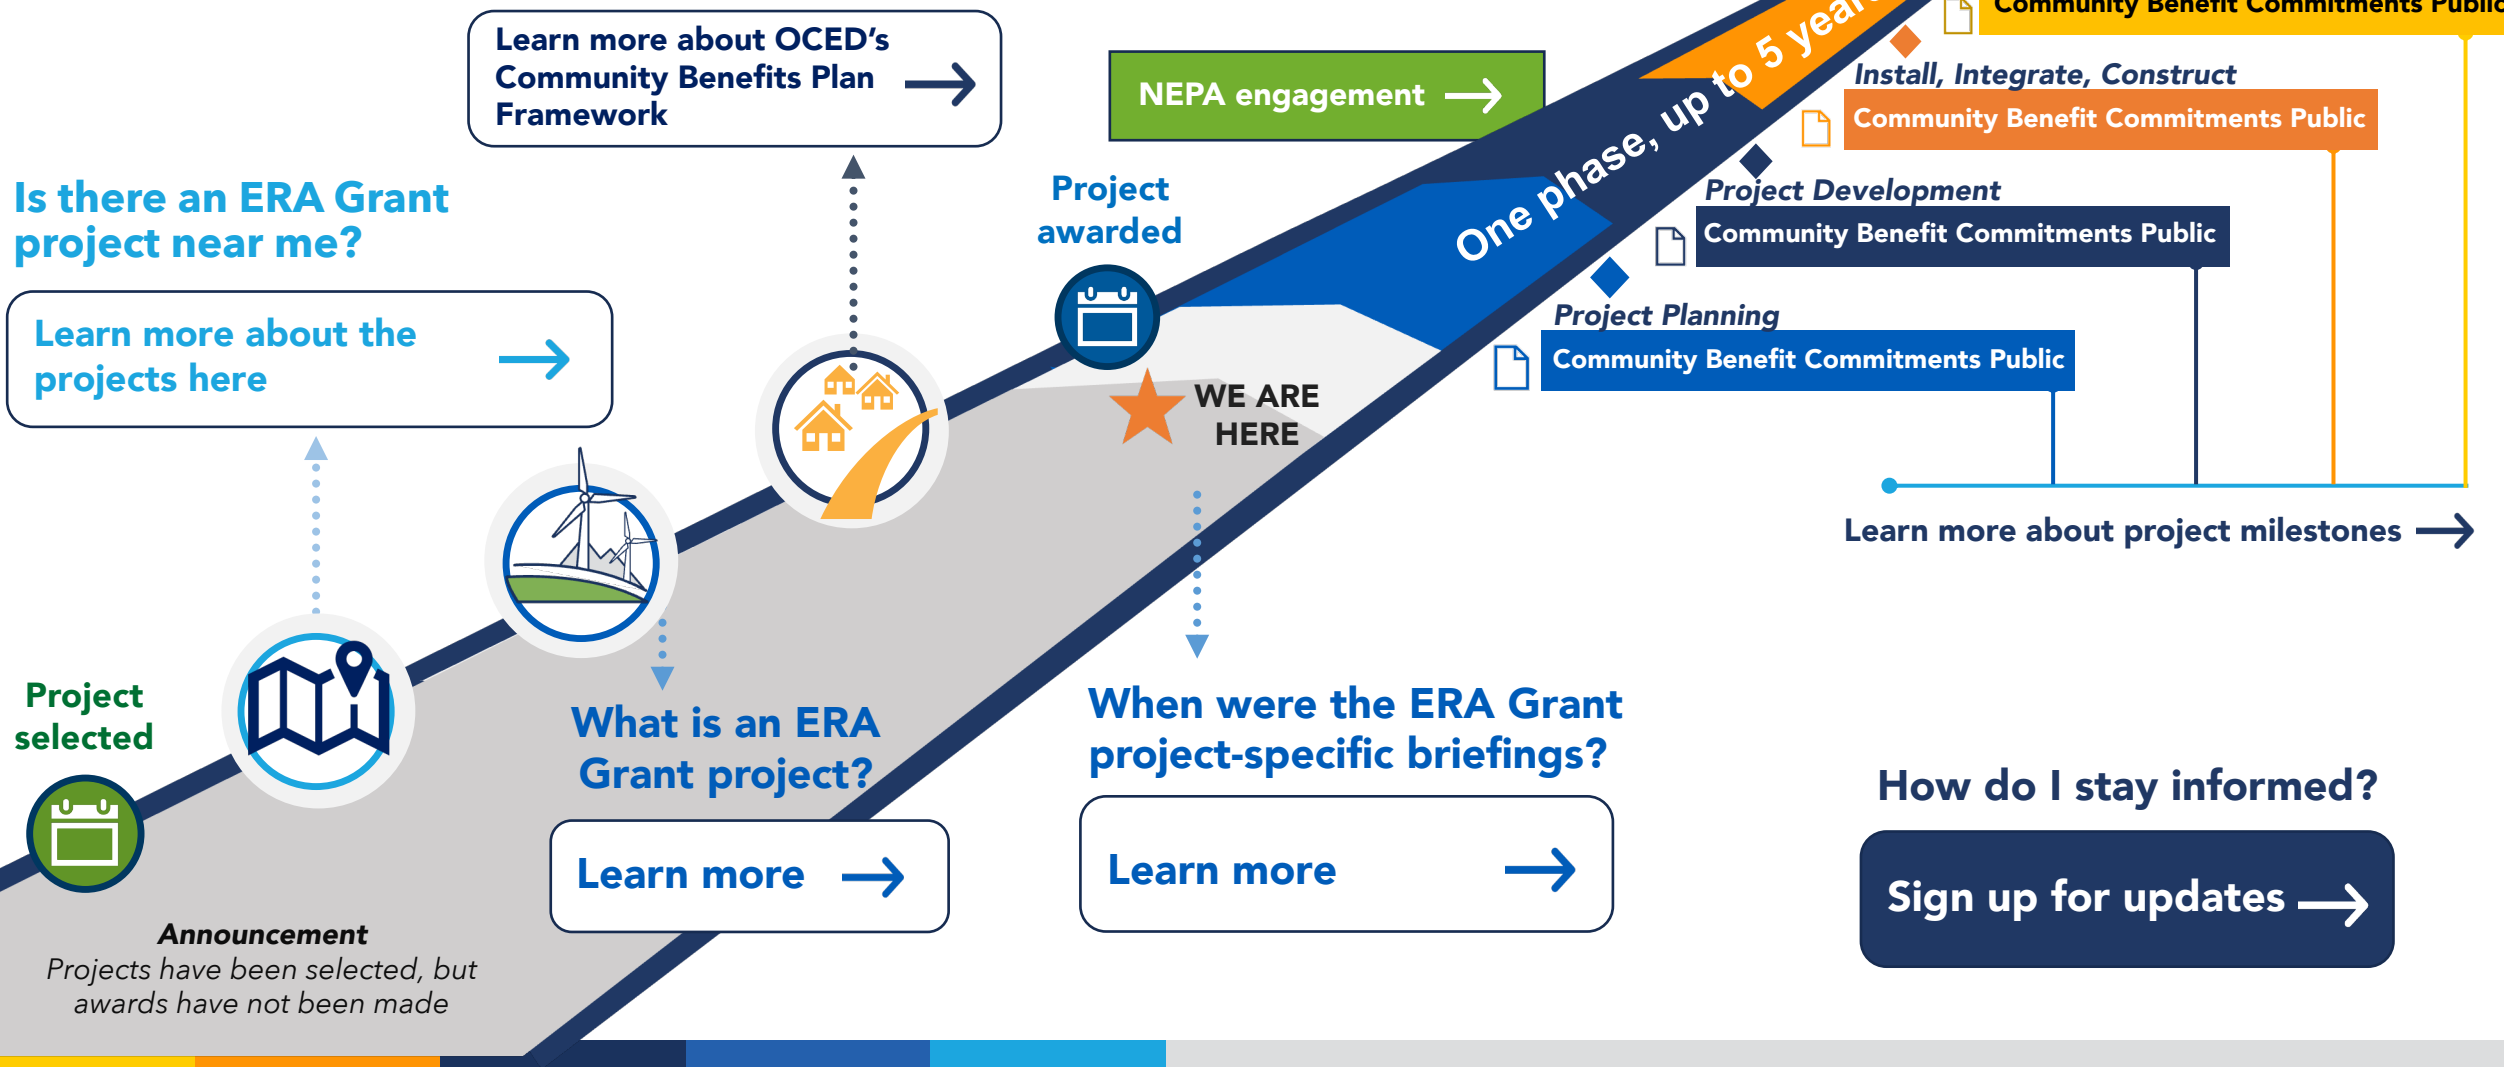 Learn more about OCED's
Community Benefits Plan
Framework
NEPA engagement
One phase, up to 5 years
Community Benefit Commitments Public
Install, Integrate, Construct
Community Benefit Commitments Public
Project Development
Community Benefit Commitments Public
Project Planning
Community Benefit Commitments Public
Learn more about project milestones
Is there an ERA Grant
project near me?
Learn more about the
projects here
Project
awarded
WE ARE
HERE
Project
selected
What is an ERA
Grant project?
Learn more
When were the ERA Grant
project-specific briefings?
Learn more
How do I stay informed?
Sign up for updates
Announcement
Projects have been selected, but
awards have not been made